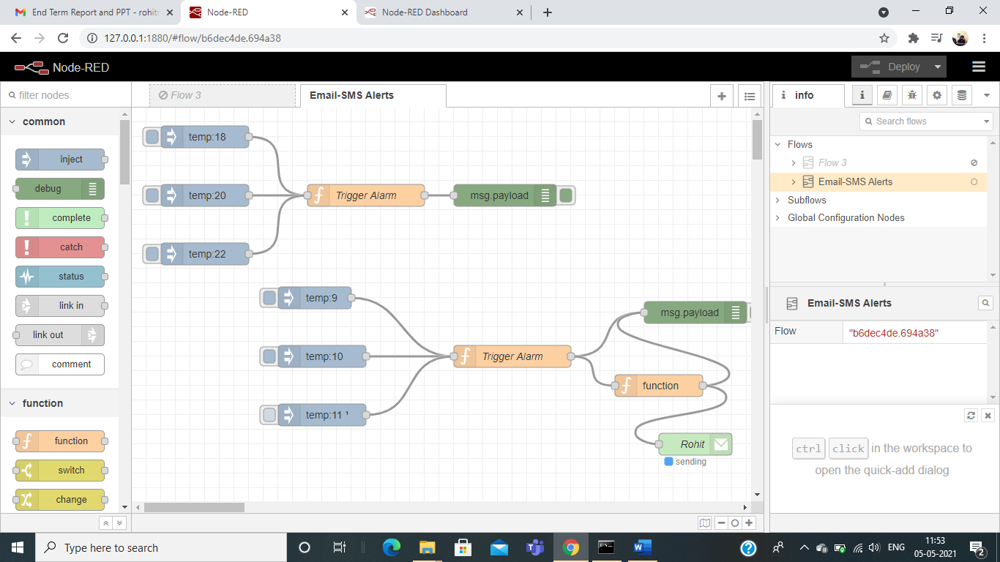 End Term Report and PPT - rohitr
Node-RED
Node-RED Dashboard
127.0.0.1:1880/#flow/b6dec4de.694a38
Node-RED
Deploy
filter nodes
Flow 3
Email-SMS Alerts
info
common
inject
debug
complete
catch
status
link in
link out
comment
function
function
switch
change
temp:18
temp:20
Trigger Alarm
msg.payload
temp:22
temp:9
msg.payload
temp:10
Trigger Alarm
function
temp:11 ¹
Rohit
sending
Search flows
Flows
Flow 3
Email-SMS Alerts
Subflows
Global Configuration Nodes
Email-SMS Alerts
Flow "b6dec4de.694a38"
ctrl click in the workspace to
open the quick-add dialog
Type here to search
ENG
11:53
05-05-2021
2